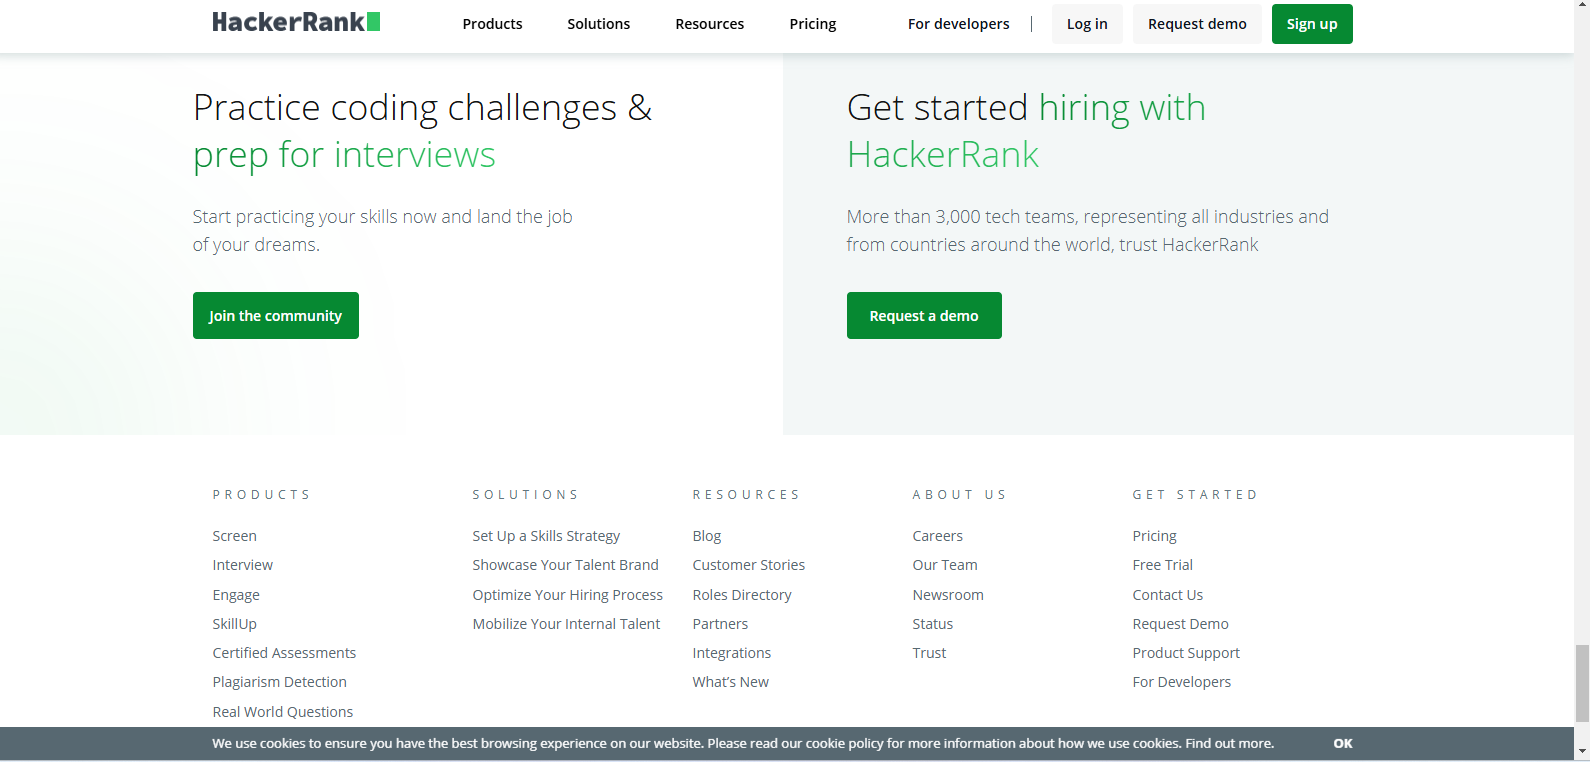 HackerRank
Products
Solutions
Resources
Pricing
For developers
Log in
Request demo
Sign up
Practice coding challenges &
prep for interviews
Start practicing your skills now and land the job
of your dreams.
Join the community
Get started hiring with
HackerRank
More than 3,000 tech teams, representing all industries and
from countries around the world, trust HackerRank
Request a demo
PRODUCTS
Screen
Interview
Engage
SkillUp
Certified Assessments
Plagiarism Detection
Real World Questions
SOLUTIONS
Set Up a Skills Strategy
Showcase Your Talent Brand
Optimize Your Hiring Process
Mobilize Your Internal Talent
RESOURCES
Blog
Customer Stories
Roles Directory
Partners
Integrations
What’s New
ABOUT US
Careers
Our Team
Newsroom
Status
Trust
GET STARTED
Pricing
Free Trial
Contact Us
Request Demo
Product Support
For Developers
We use cookies to ensure you have the best browsing experience on our website. Please read our cookie policy for more information about how we use cookies. Find out more.
OK